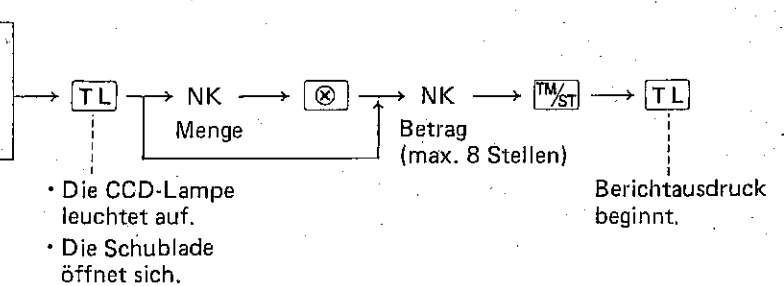 TL → NK → ⊗ → NK → TM/ST → TL
Menge
Betrag
(max. 8 Stellen)
• Die CCD-Lampe
leuchtet auf.
• Die Schublade
öffnet sich.
Berichtausdruck
beginnt.